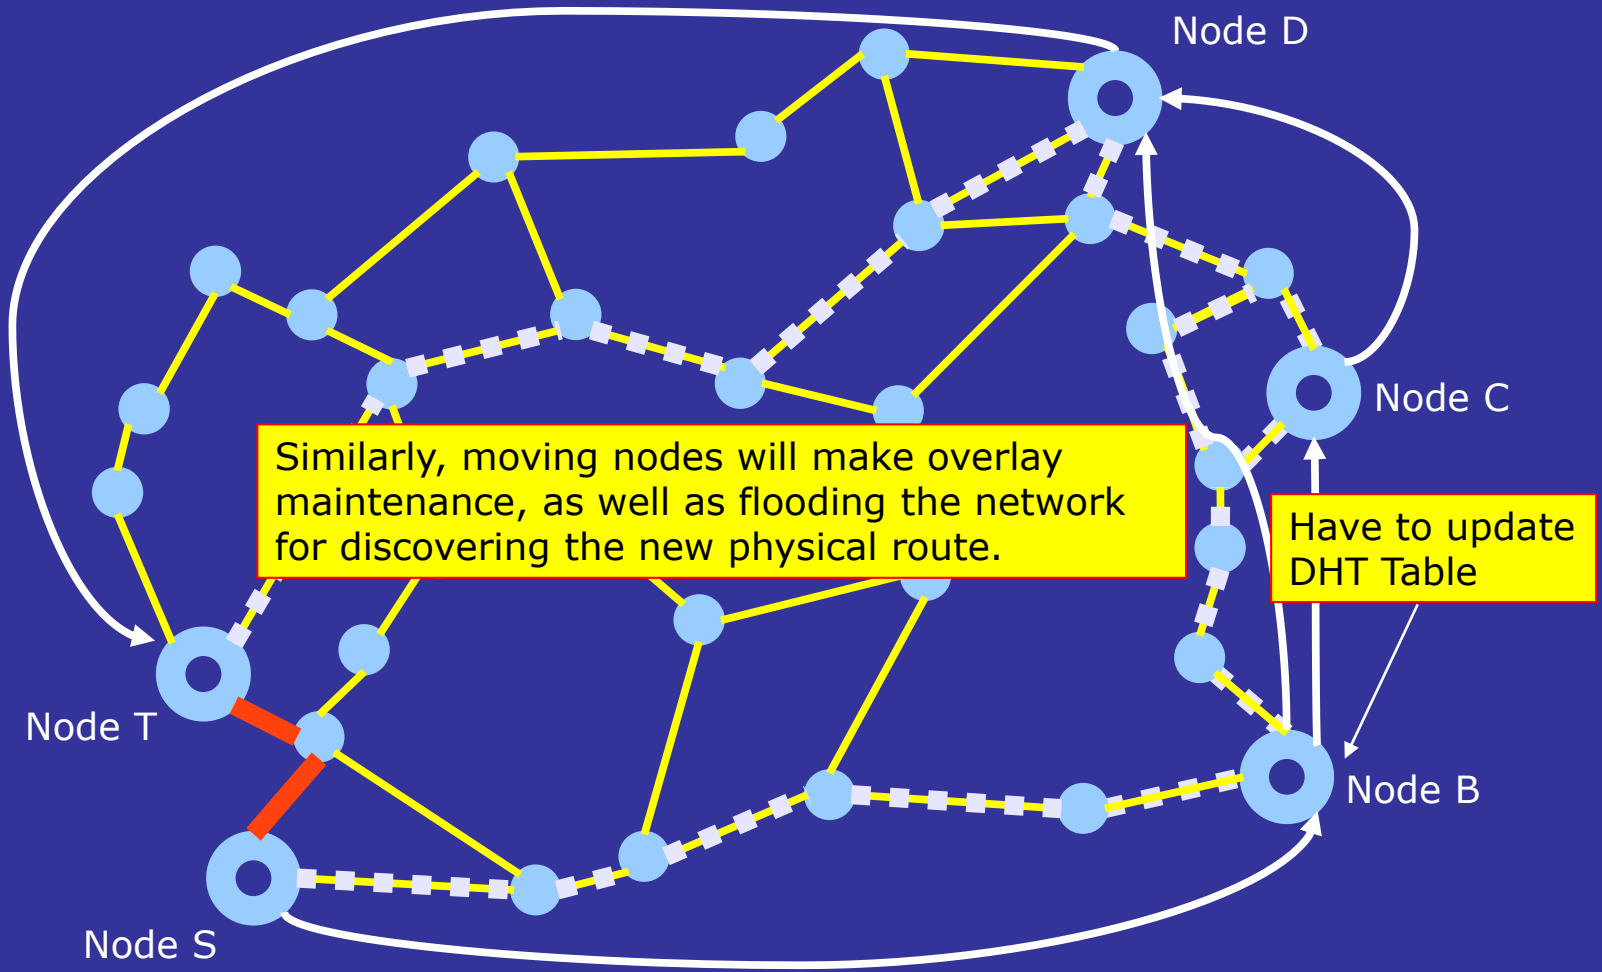 Node D
Node C
Similarly, moving nodes will make overlay
maintenance, as well as flooding the network
for discovering the new physical route.
Have to update
DHT Table
Node T
Node B
Node S